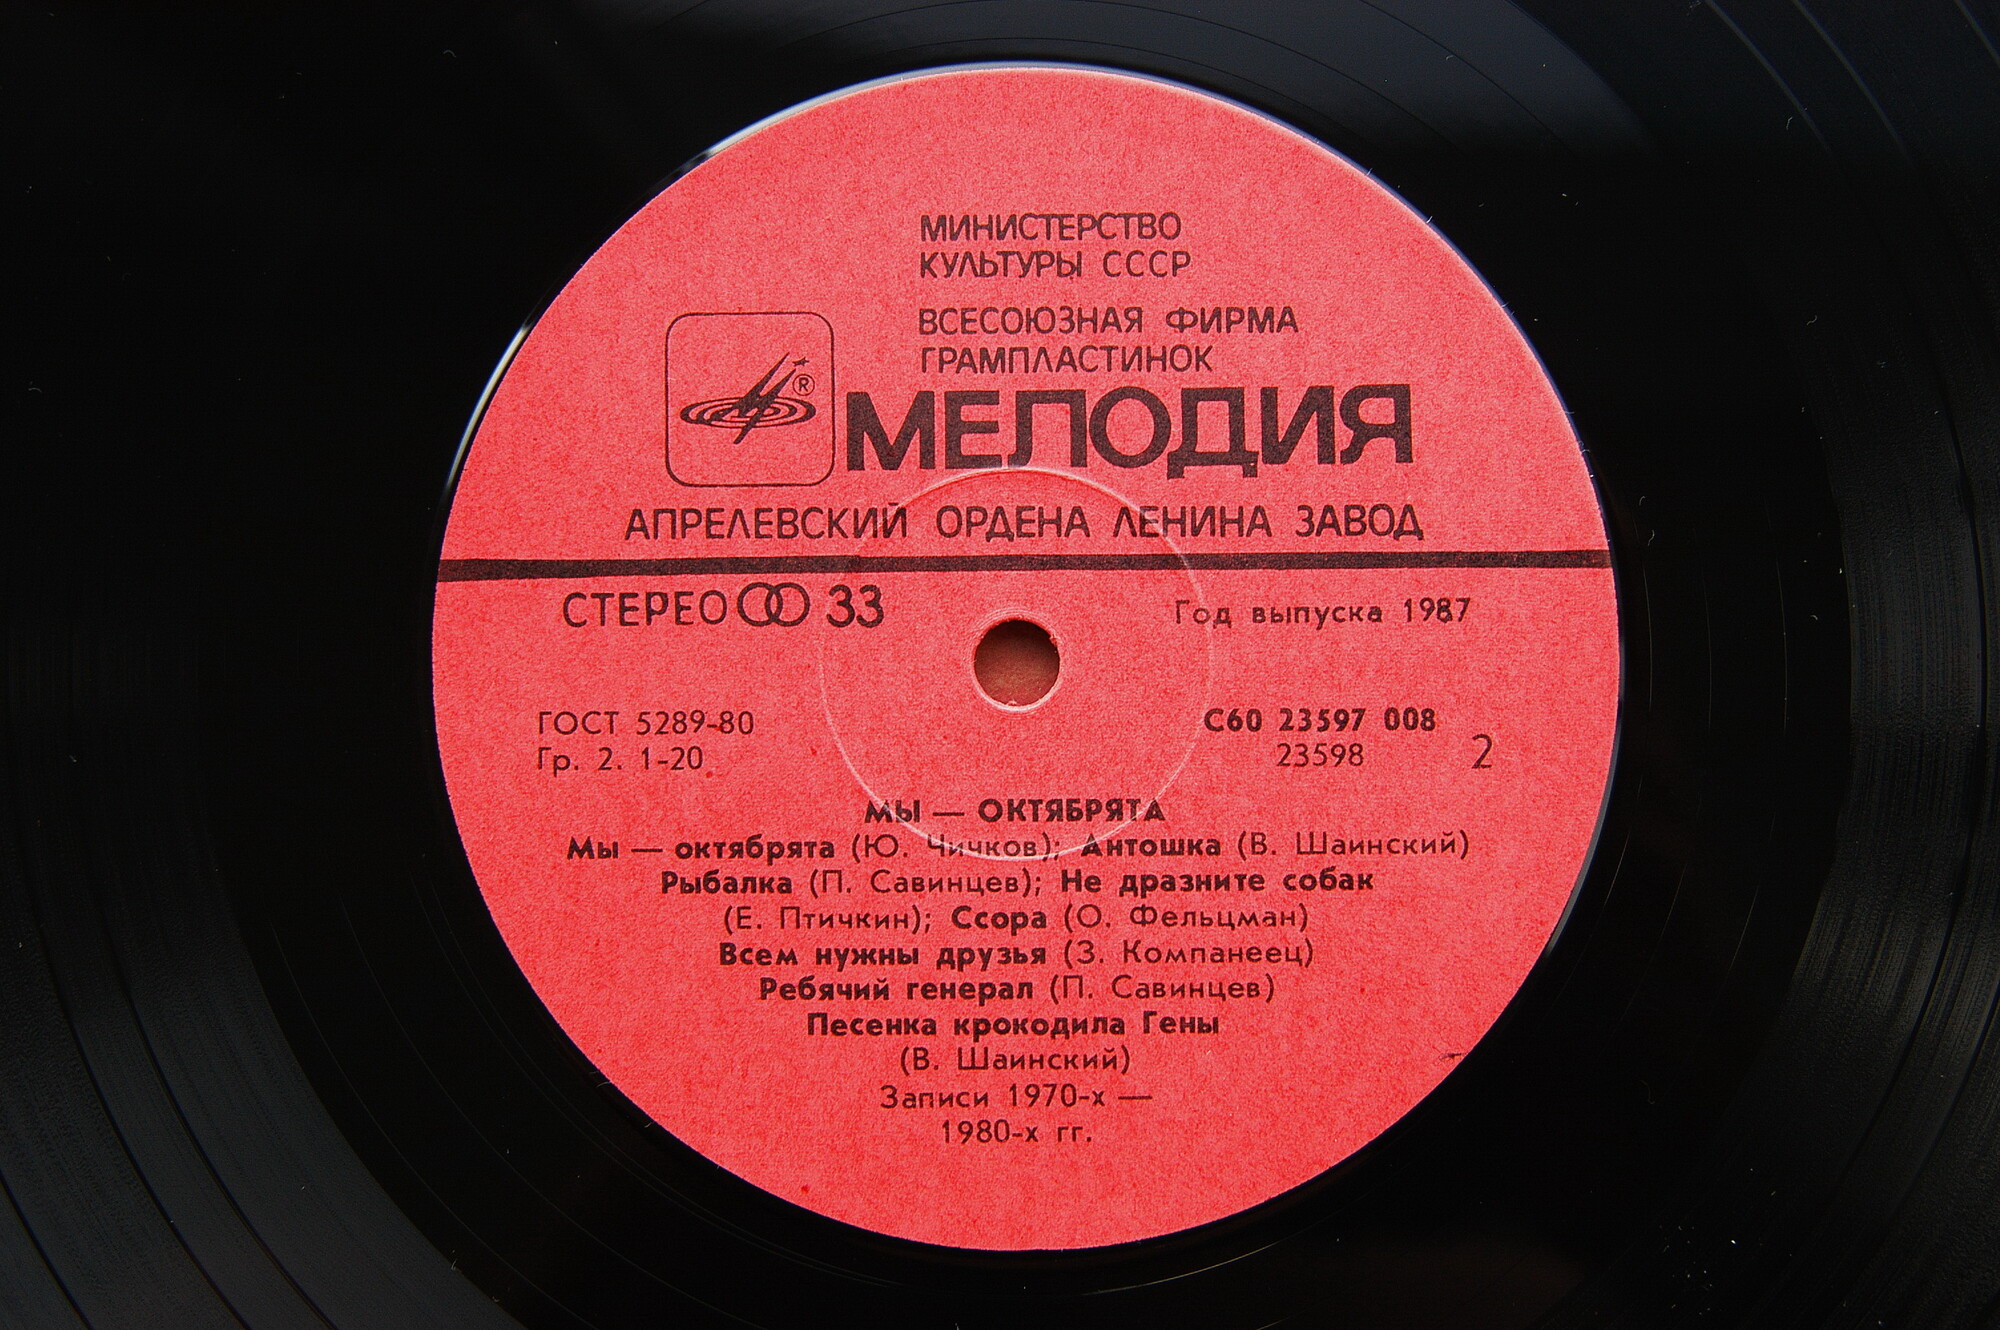 МИНИСТЕРСТВО
КУЛЬТУРЫ СССР
ВСЕСОЮЗНАЯ ФИРМА
ГРАМПЛАСТИНОК
®
МЕЛОДИЯ
АПРЕЛЕВСКИЙ ОРДЕНА ЛЕНИНА ЗАВОД
СТЕРЕО 33
Год выпуска 1987
ГОСТ 5289-80
Гр. 2. 1-20
С60 23597 008
23598
2
МЫ — ОКТЯБРЯТА
Мы — октябрята (Ю. Чичков); Антошка (В. Шаинский)
Рыбалка (П. Савинцев); Не дразните собак
(Е. Птичкин); Ссора (О. Фельцман)
Всем нужны друзья (З. Компанеец)
Ребячий генерал (П. Савинцев)
Песенка крокодила Гены
(В. Шаинский)
Записи 1970-х —
1980-х гг.